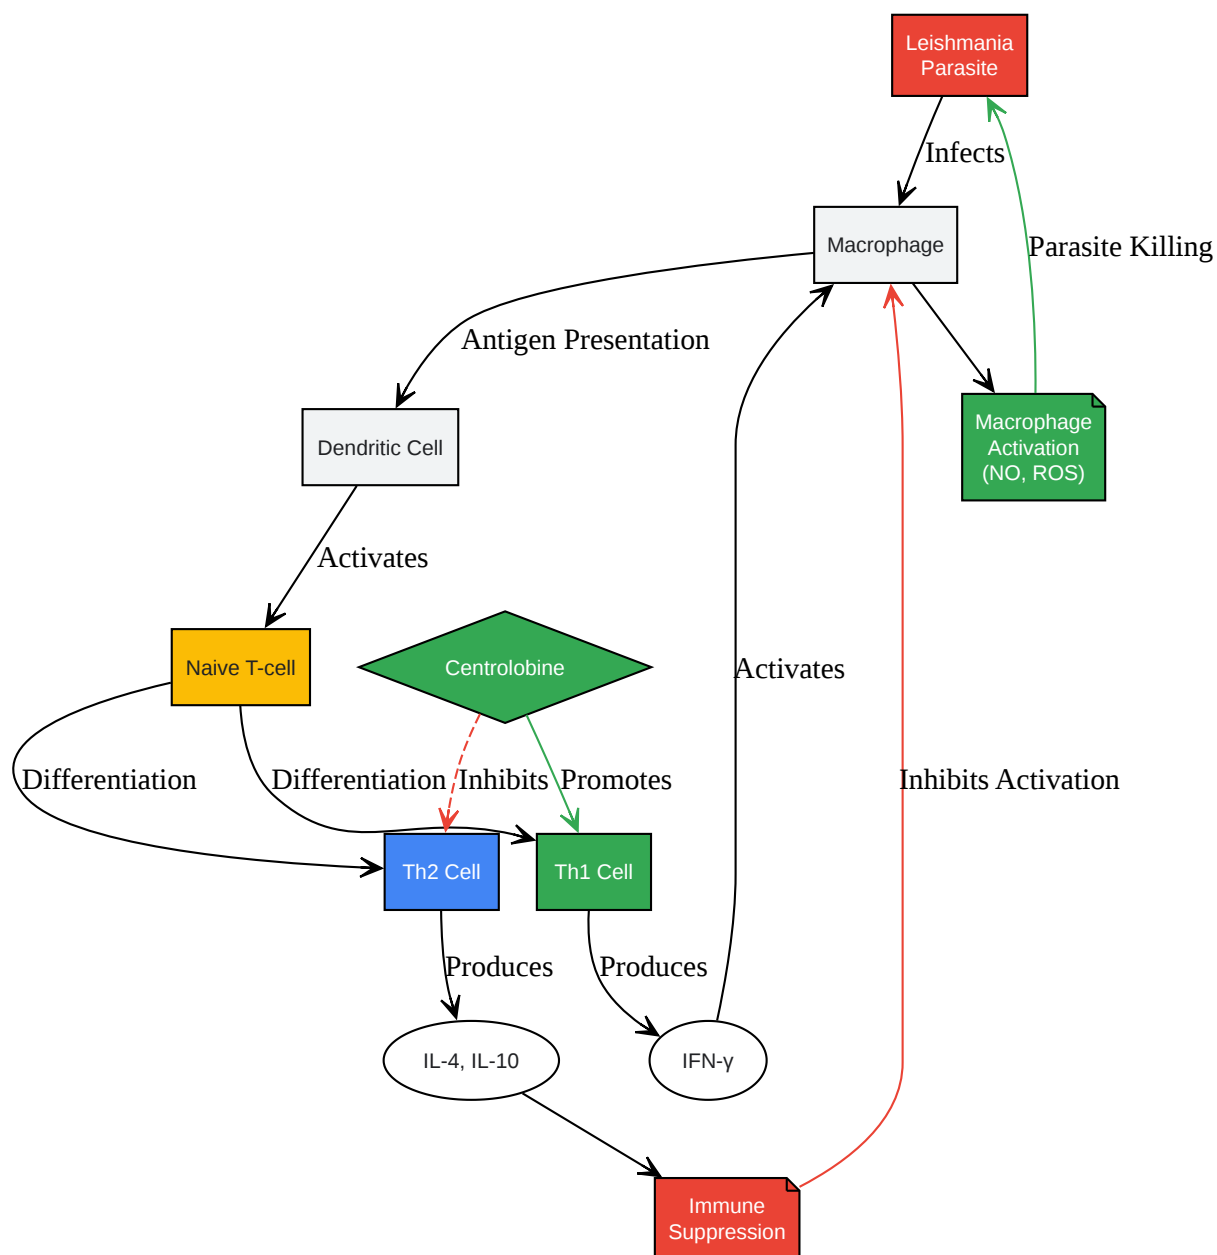 Leishmania
Parasite
Infects
Macrophage
Parasite Killing
Antigen Presentation
Macrophage
Activation
(NO, ROS)
Dendritic Cell
Activates
Naive T-cell
Centrolobine
Activates
Differentiation
Differentiation
Inhibits
Promotes
Inhibits Activation
Th2 Cell
Th1 Cell
Produces
Produces
IL-4, IL-10
IFN-γ
Immune
Suppression